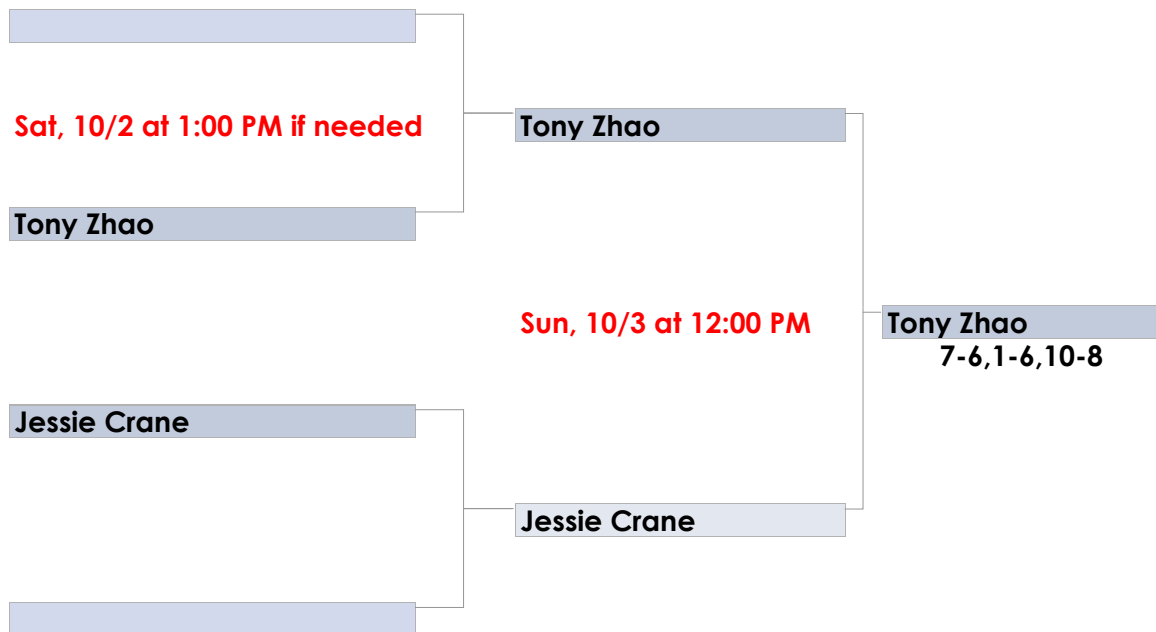 Sat, 10/2 at 1:00 PM if needed
Tony Zhao
Tony Zhao
Sun, 10/3 at 12:00 PM
Tony Zhao
7-6,1-6,10-8
Jessie Crane
Jessie Crane